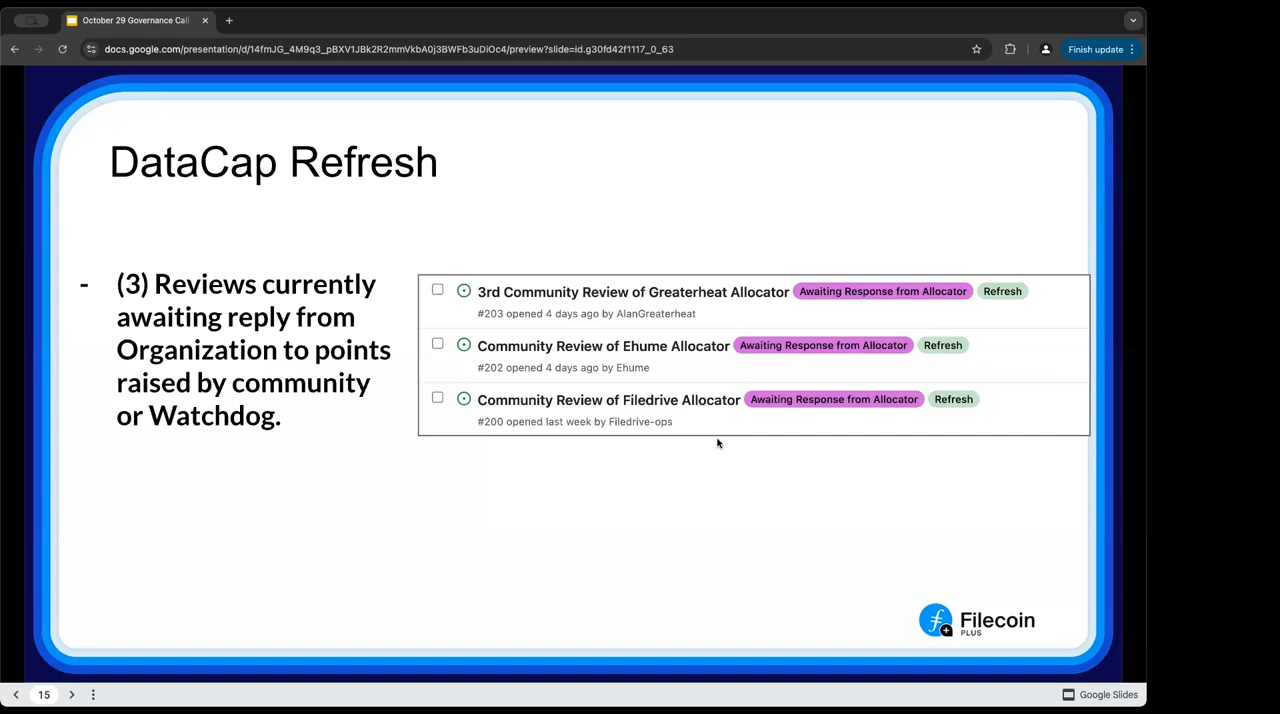 October 29 Governance Call
docs.google.com/presentation/d/14fmJG_4M9q3_pBXV1JBk2R2mmVkbA0j3BWFb3uDiOc4/preview?slide=id.g30fd42f1117_0_63
Finish update
DataCap Refresh
- (3) Reviews currently
awaiting reply from
Organization to points
raised by community
or Watchdog.
3rd Community Review of Greaterheat Allocator Awaiting Response from Allocator Refresh
#203 opened 4 days ago by AlanGreaterheat
Community Review of Ehume Allocator Awaiting Response from Allocator Refresh
#202 opened 4 days ago by Ehume
Community Review of Filedrive Allocator Awaiting Response from Allocator Refresh
#200 opened last week by Filedrive-ops
Filecoin
PLUS
15
Google Slides